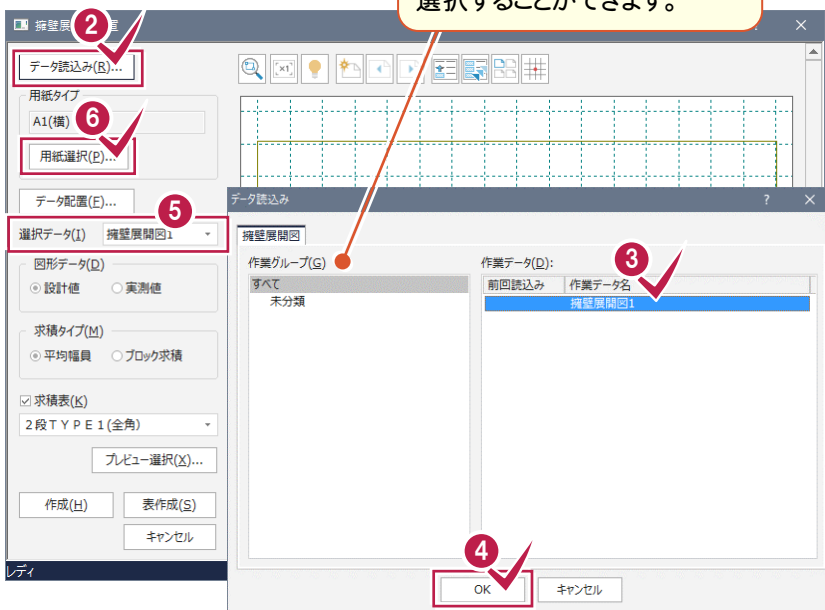 選択することができます。
擁壁展
2
×
データ読込み(R)...
用紙タイプ
A1(横)
6
用紙選択(P)...
データ配置(E)...
5
選択データ(I) 擁壁展開図1
図形データ(D)
設計値 実測値
求積タイプ(M)
平均幅員 ブロック求積
求積表(K)
2段TYPE1(全角)
プレビュー選択(X)...
作成(H) 表作成(S)
キャンセル
レディ
×1
データ読込み ? ×
擁壁展開図
作業グループ(G)
すべて
未分類
作業データ(D):
3
前回読込み 作業データ名
擁壁展開図1
4
OK キャンセル